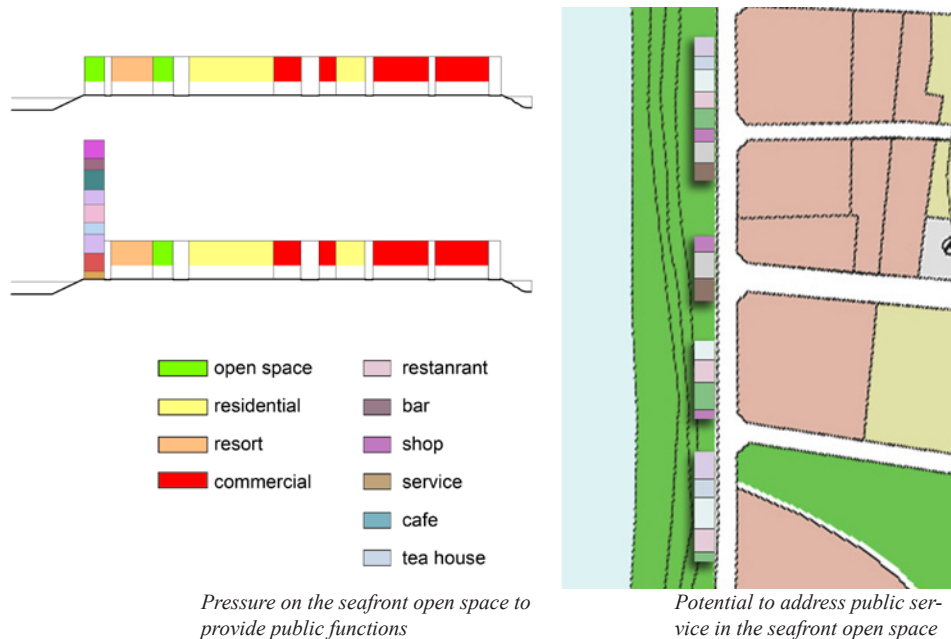 open space
residential
resort
commercial
restanrant
bar
shop
service
cafe
tea house
Pressure on the seafront open space to
provide public functions
Potential to address public ser-
vice in the seafront open space